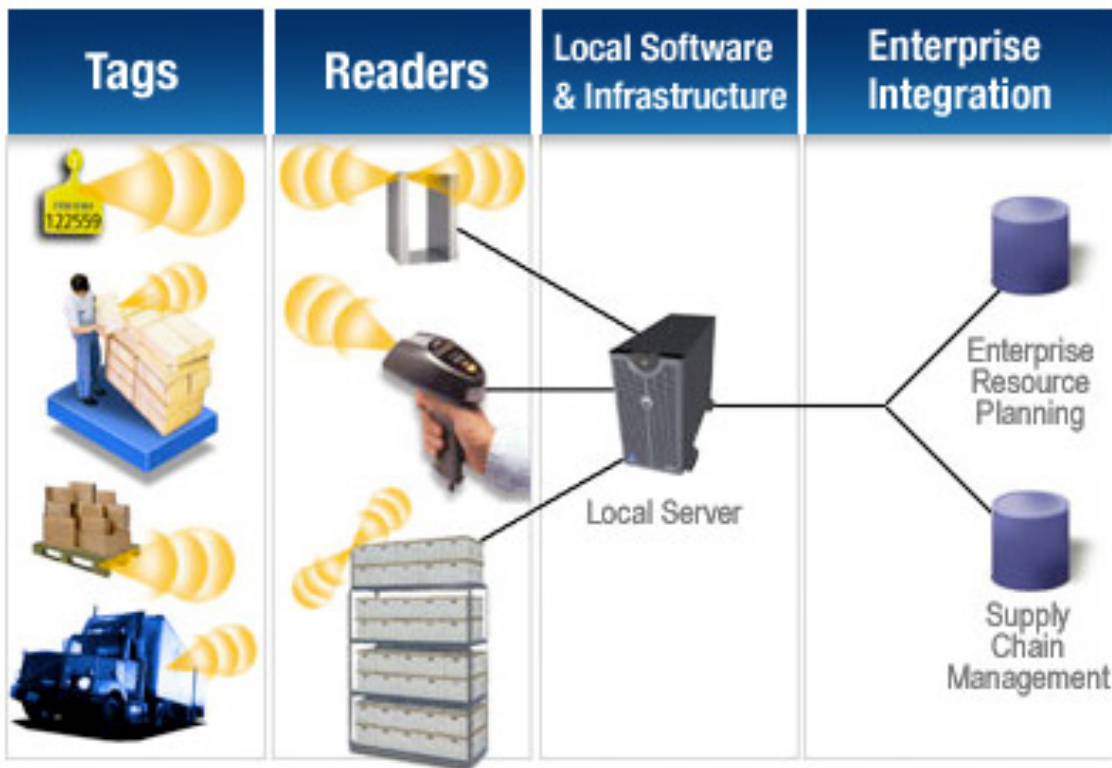 Tags
Readers
Local Software
& Infrastructure
Enterprise
Integration
122559
Local Server
Enterprise
Resource
Planning
Supply
Chain
Management